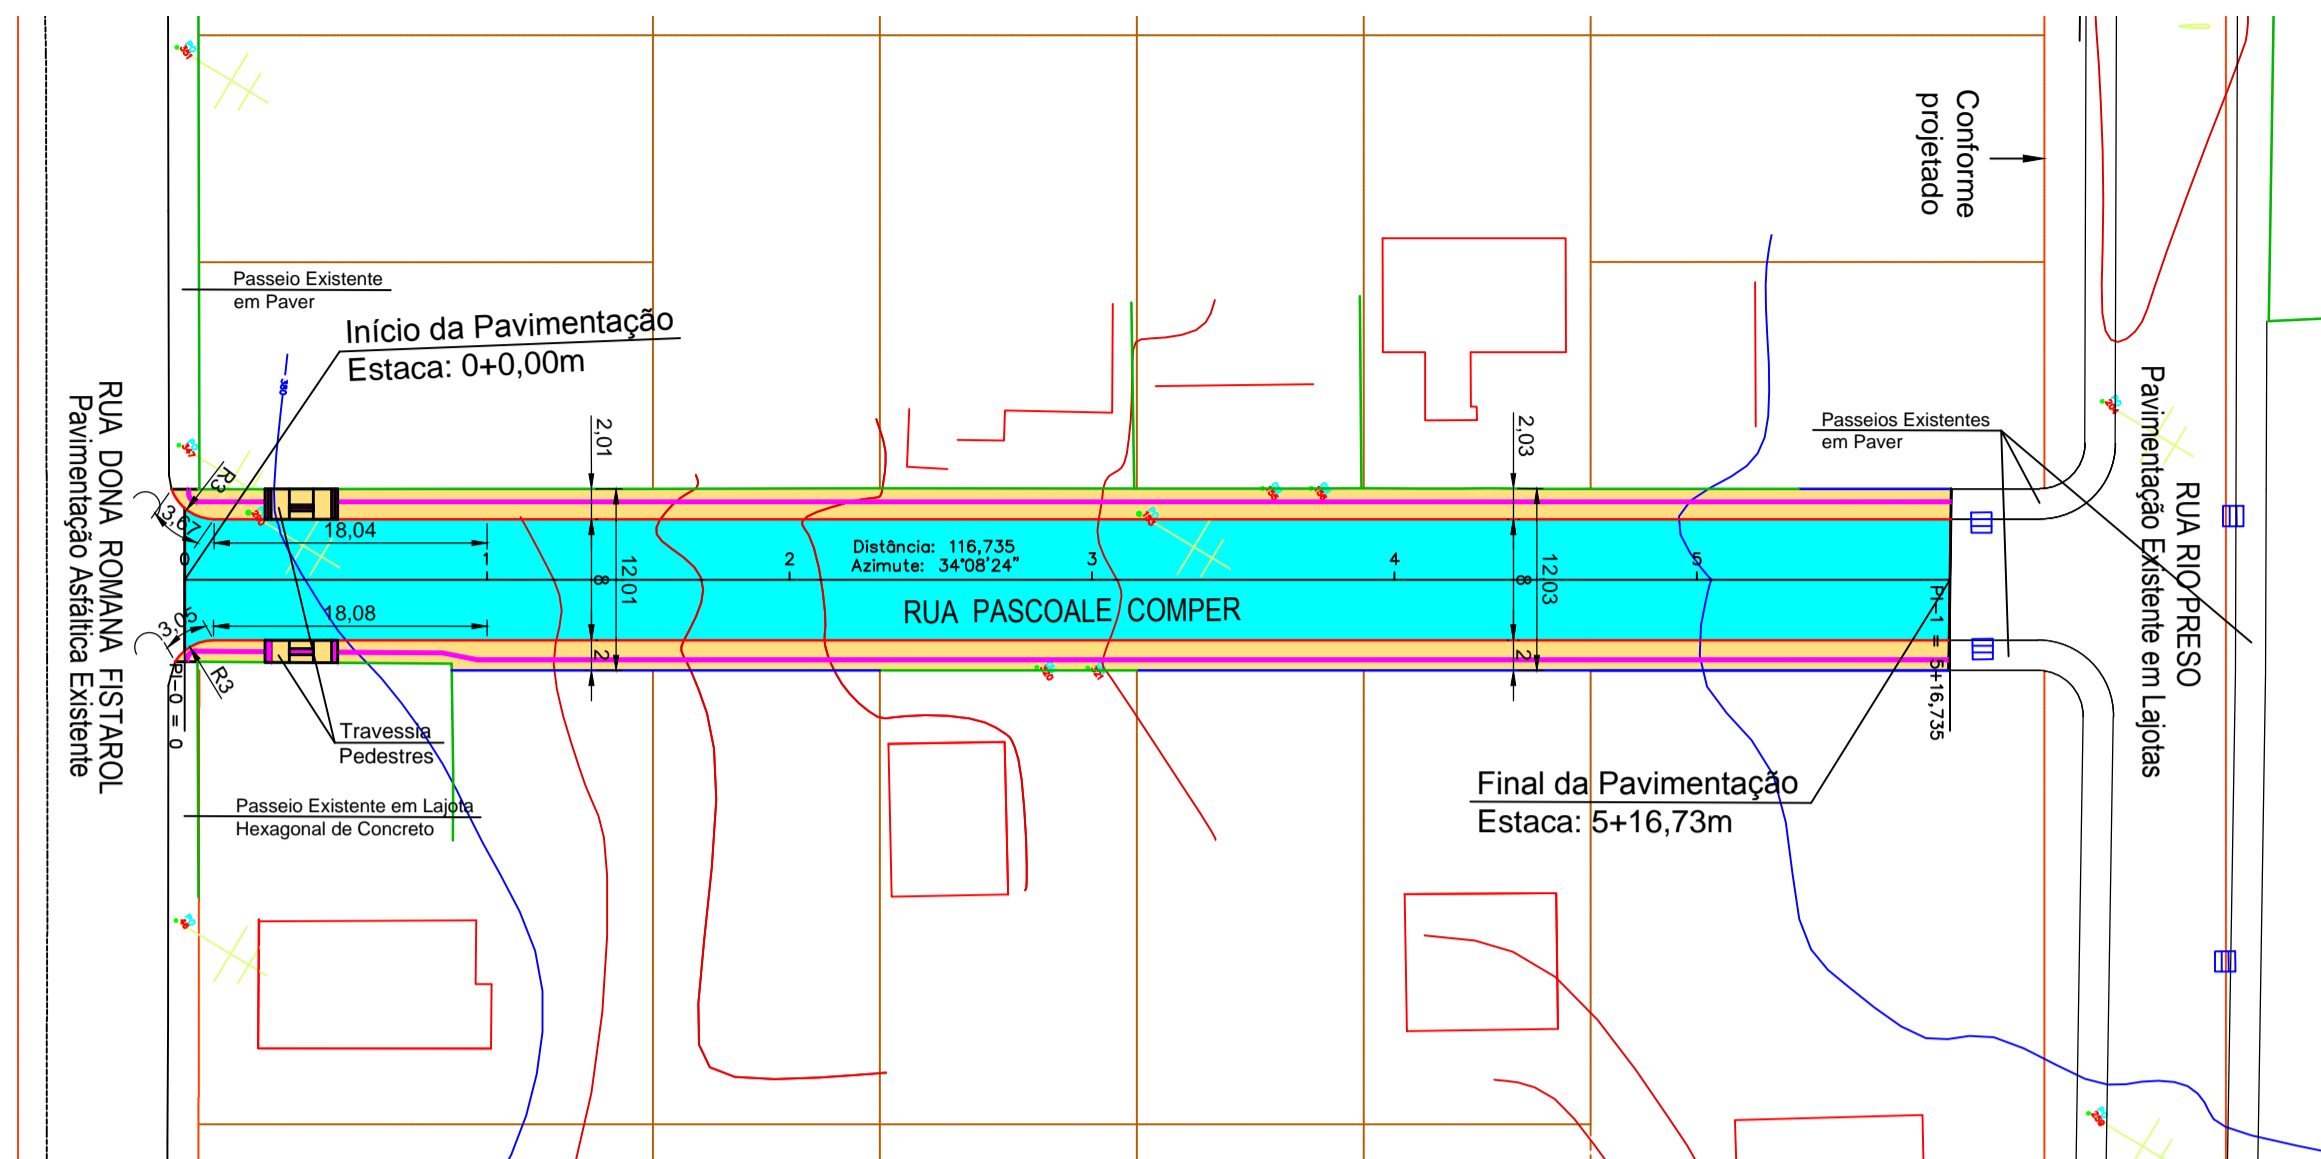 Conforme
projetado
Passeio Existente
em Paver
Início da Pavimentação
Estaca: 0+0,00m
380
RUA DONA ROMANA FISTAROL
Pavimentação Asfáltica Existente
2,01
2,03
Passeios Existentes
em Paver
RUA RIO PRESO
Pavimentação Existente em Lajotas
R3
3,67
18,04
0
1
2
3
4
5
Distância: 116,735
Azimute: 34°08'24"
8
12,01
8
12,03
RUA PASCOALE COMPER
3,05
18,08
R3
2
2
PI-0 = 0
PI-1 = 5+16,735
Travessia
Pedestres
Final da Pavimentação
Estaca: 5+16,73m
Passeio Existente em Lajota
Hexagonal de Concreto